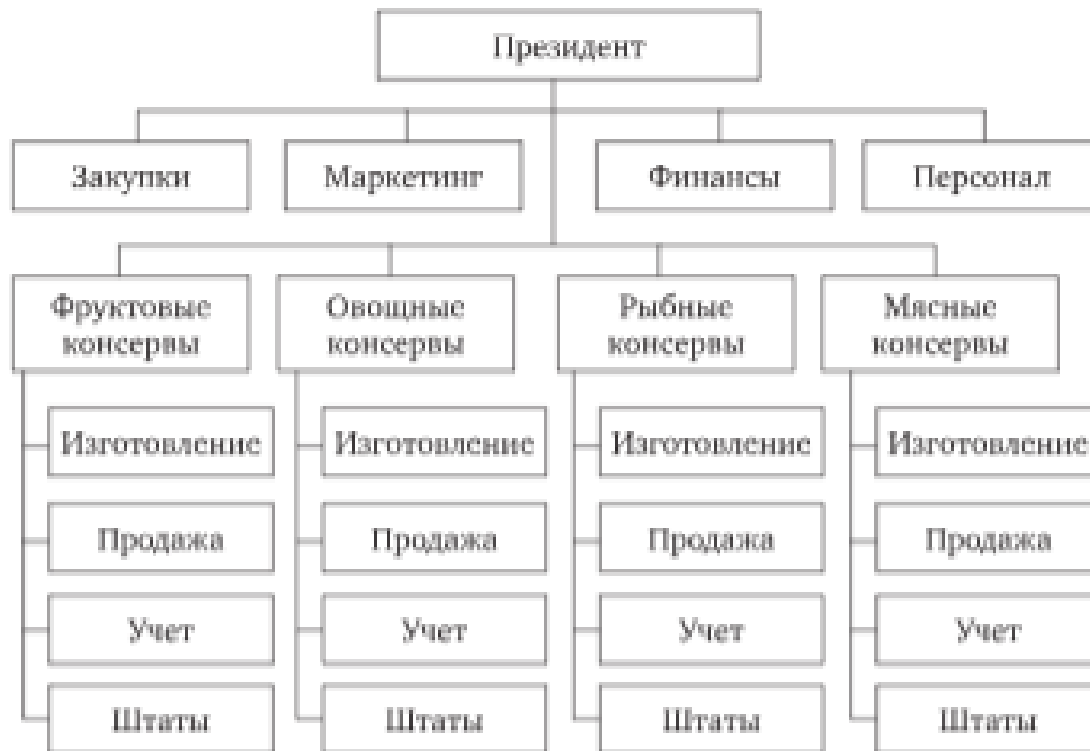 Президент
Закупки
Маркетинг
Финансы
Персонал
Фруктовые
консервы
Овощные
консервы
Рыбные
консервы
Мясные
консервы
Изготовление
Изготовление
Изготовление
Изготовление
Продажа
Продажа
Продажа
Продажа
Учет
Учет
Учет
Учет
Штаты
Штаты
Штаты
Штаты